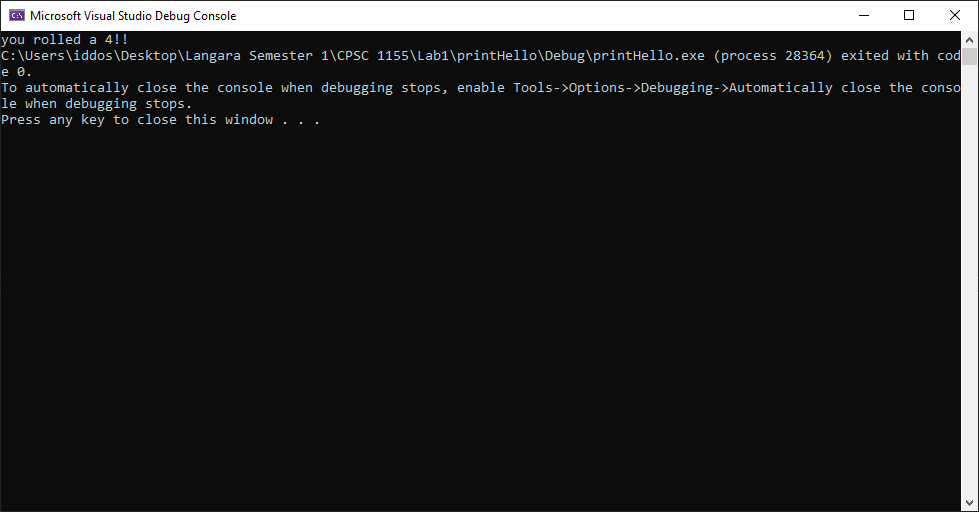 Microsoft Visual Studio Debug Console
you rolled a 4!!
C:\Users\iddos\Desktop\Langara Semester 1\CPSC 1155\Lab1\printHello\Debug\printHello.exe (process 28364) exited with cod
e 0.
To automatically close the console when debugging stops, enable Tools->Options->Debugging->Automatically close the conso
le when debugging stops.
Press any key to close this window . . .